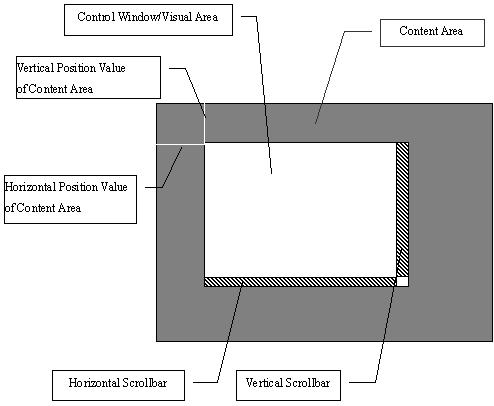 Control Window/Visual Area
Content Area
Vertical Position Value
of Content Area
Horizontal Position Value
of Content Area
Horizontal Scrollbar
Vertical Scrollbar